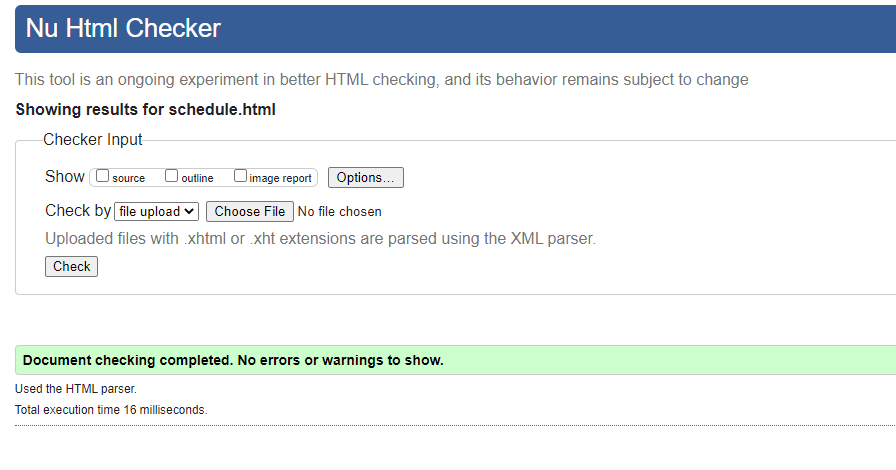 Nu Html Checker
This tool is an ongoing experiment in better HTML checking, and its behavior remains subject to change
Showing results for schedule.html
Checker Input
Show source outline image report Options...
Check by file upload Choose File No file chosen
Uploaded files with .xhtml or .xht extensions are parsed using the XML parser.
Check
Document checking completed. No errors or warnings to show.
Used the HTML parser.
Total execution time 16 milliseconds.